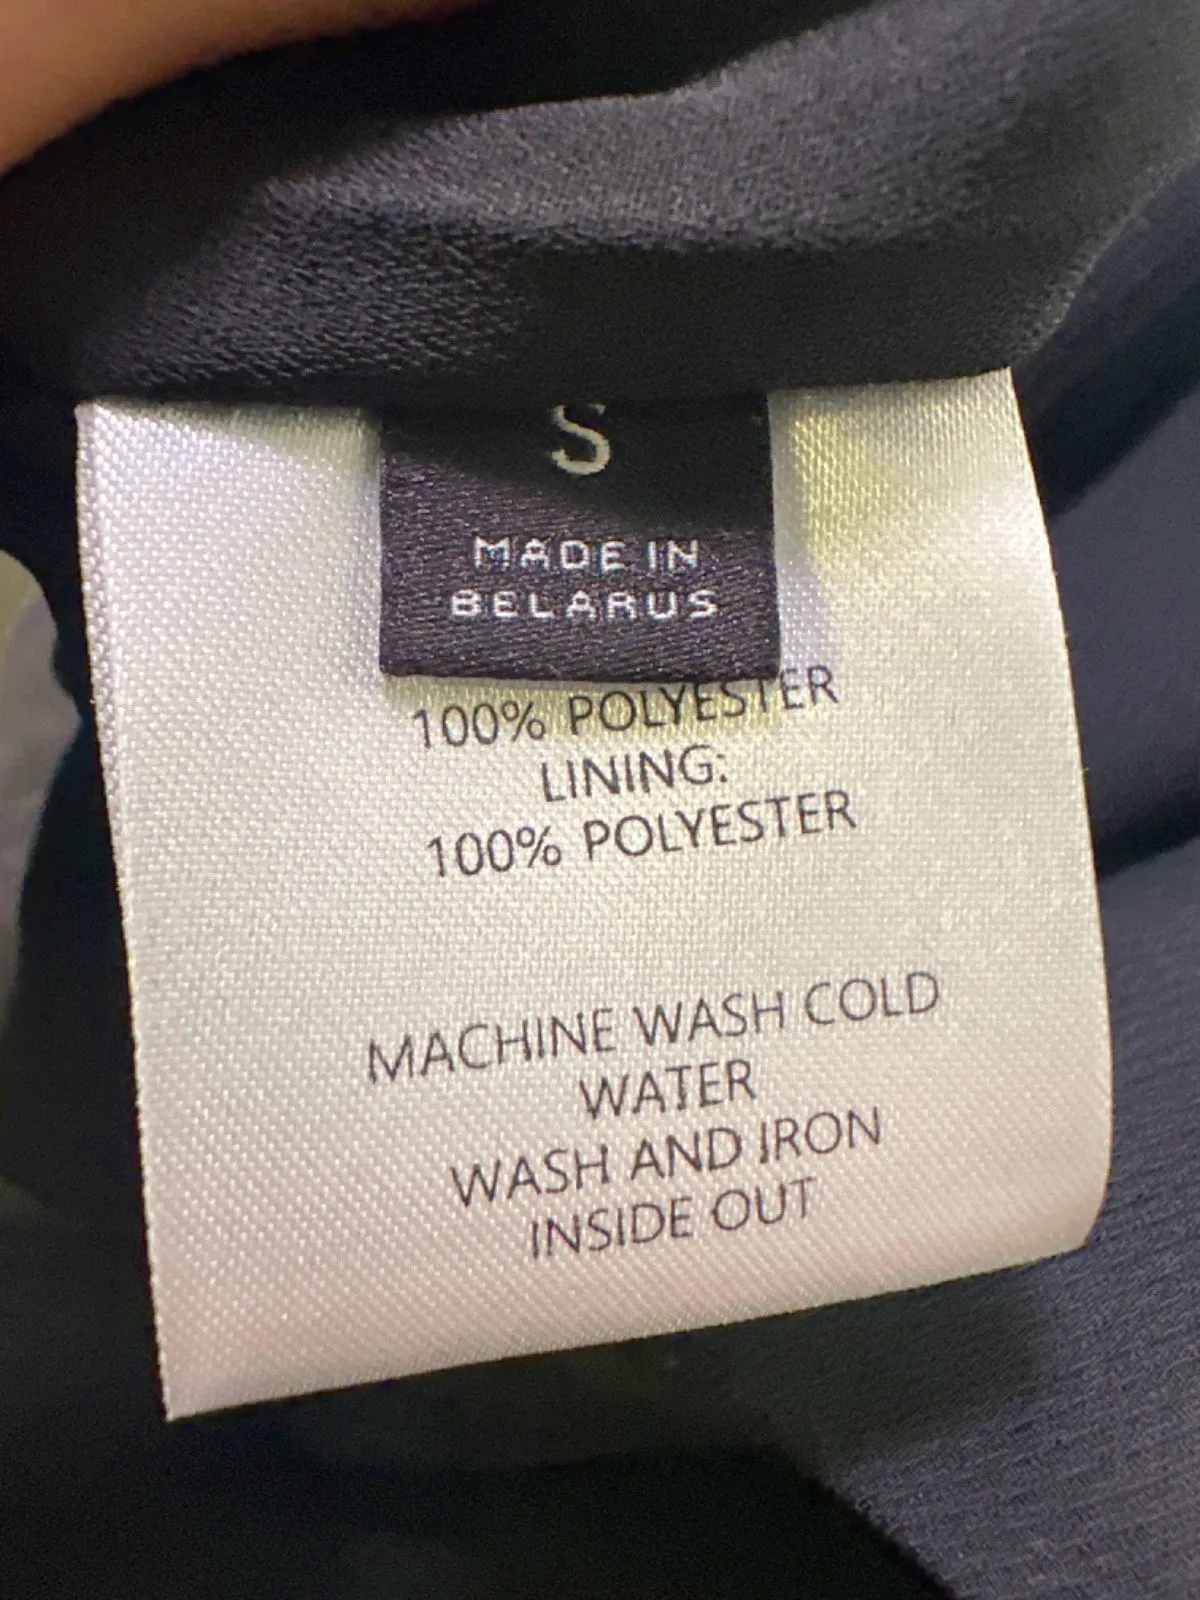 S
MADE IN
BELARUS
100% POLYESTER
LINING:
100% POLYESTER
MACHINE WASH COLD
WATER
WASH AND IRON
INSIDE OUT